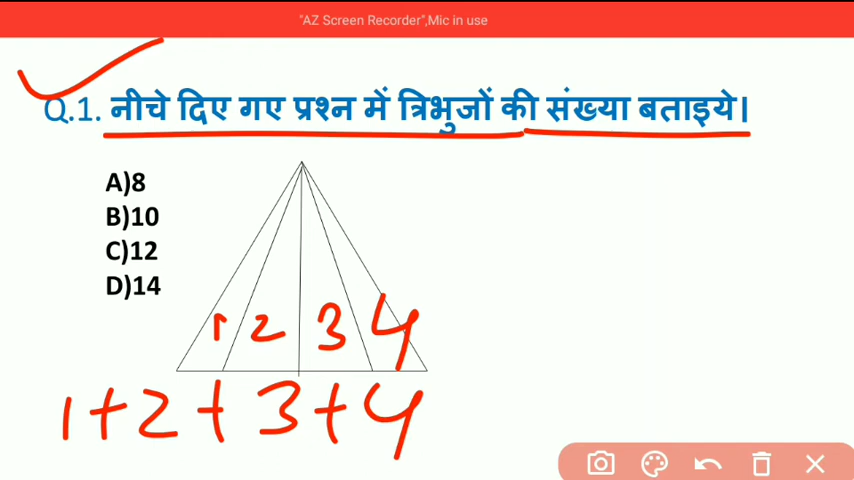 "AZ Screen Recorder",Mic in use
Q.1. नीचे दिए गए प्रश्न में त्रिभुजों की संख्या बताइये।
A)8
B)10
C)12
D)14
1 2 3 4
1+2+3+4